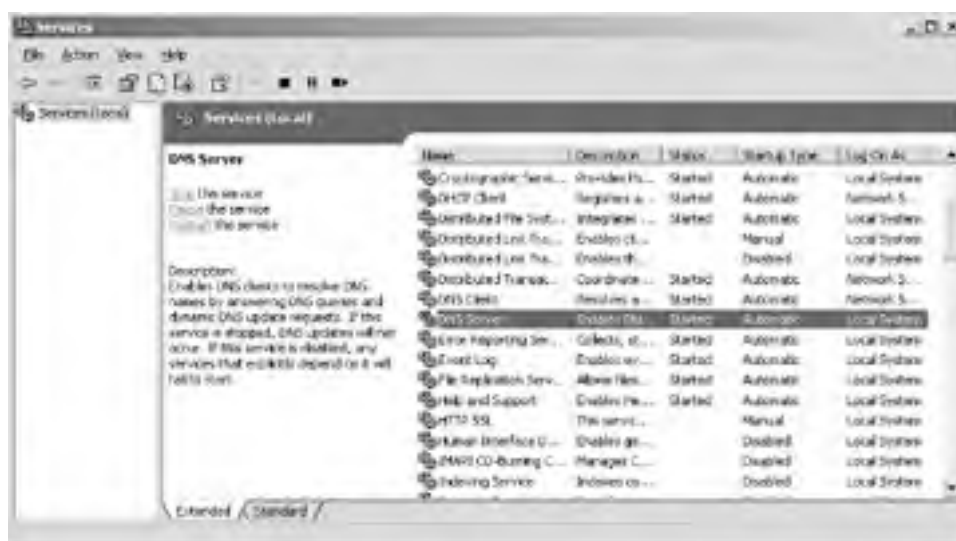 Services
File Action View Help
Services (Local)
Services (Local)
DNS Server
Stop the service
Pause the service
Restart the service
Description:
Enables DNS clients to resolve DNS
names by answering DNS queries and
dynamic DNS update requests. If this
service is stopped, DNS updates will not
occur. If this service is disabled, any
services that explicitly depend on it will
fail to start.
Name Description Status Startup Type Log On As
Cryptographic Servi... Provides th... Started Automatic Local System
DHCP Client Registers a... Started Automatic Network S...
Distributed File Syst... Integrates ... Started Automatic Local System
Distributed Link Tra... Enables cli... Manual Local System
Distributed Link Tra... Enables th... Disabled Local System
Distributed Transac... Coordinate... Started Automatic Network S...
DNS Client Resolves a... Started Automatic Network S...
DNS Server Enables DN... Started Automatic Local System
Error Reporting Ser... Collects, st... Started Automatic Local System
Event Log Enables ev... Started Automatic Local System
File Replication Serv... Allows files... Started Automatic Local System
Help and Support Enables He... Started Automatic Local System
HTTP SSL This servic... Manual Local System
Human Interface D... Enables ge... Disabled Local System
IMAPI CD-Burning C... Manages C... Disabled Local System
Indexing Service Indexes co... Disabled Local System
Extended Standard